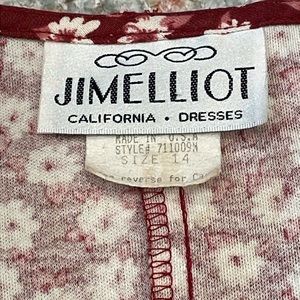 JIMELLIOT
CALIFORNIA • DRESSES
MADE IN U.S.A
STYLE# 711009M
SIZE 14
reverse for Ca